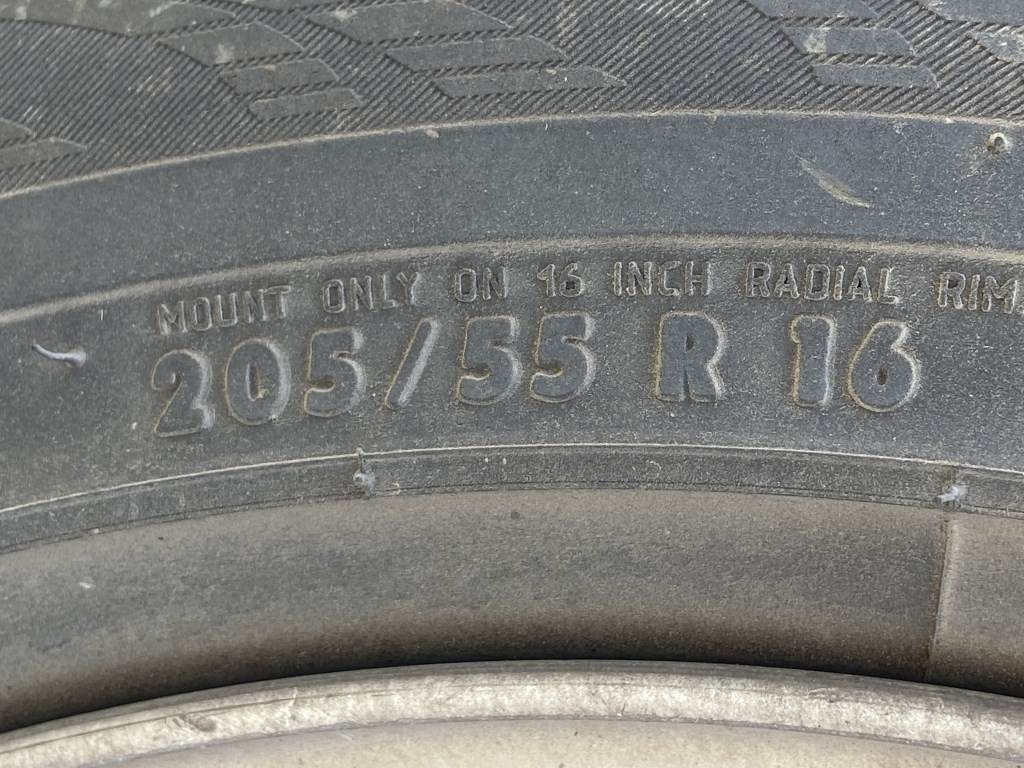 MOUNT ONLY ON 16 INCH RADIAL RIM
205/55 R 16